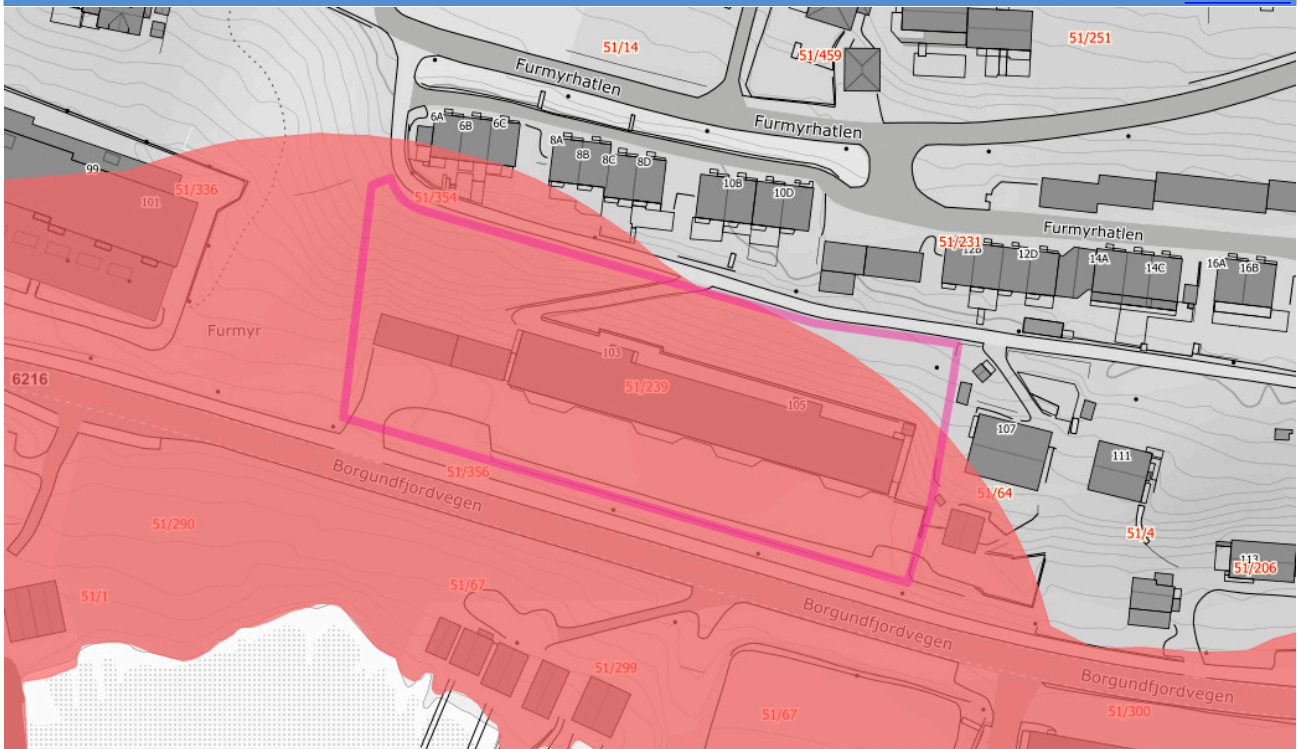 51/14
51/251
51/459
Furmyrhatlen
6A
6B
6C
Furmyrhatlen
8A
8B
8C
8D
99
51/336
101
51/354
10B
10D
Furmyrhatlen
51/231
12B
12D
14A
14C
16A
16B
Furmyr
103
6216
51/239
105
107
111
Borgundfjordvegen
51/356
51/64
51/290
51/4
113
51/206
51/1
51/67
Borgundfjordvegen
51/299
Borgundfjordvegen
51/67
51/300